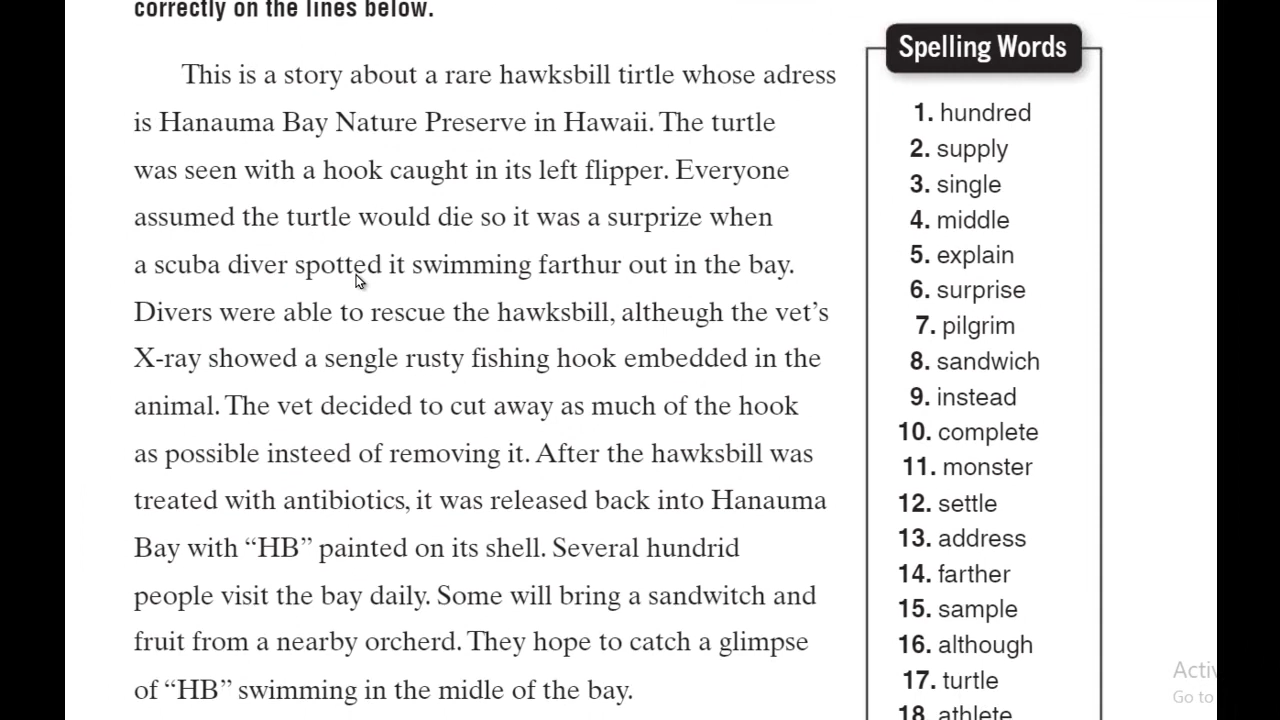 correctly on the lines below.
This is a story about a rare hawksbill tirtle whose adress
is Hanauma Bay Nature Preserve in Hawaii. The turtle
was seen with a hook caught in its left flipper. Everyone
assumed the turtle would die so it was a surprize when
a scuba diver spotted it swimming farthur out in the bay.
Divers were able to rescue the hawksbill, altheugh the vet’s
X-ray showed a sengle rusty fishing hook embedded in the
animal. The vet decided to cut away as much of the hook
as possible insteed of removing it. After the hawksbill was
treated with antibiotics, it was released back into Hanauma
Bay with “HB” painted on its shell. Several hundrid
people visit the bay daily. Some will bring a sandwitch and
fruit from a nearby orcherd. They hope to catch a glimpse
of “HB” swimming in the midle of the bay.
Spelling Words
1. hundred
2. supply
3. single
4. middle
5. explain
6. surprise
7. pilgrim
8. sandwich
9. instead
10. complete
11. monster
12. settle
13. address
14. farther
15. sample
16. although
17. turtle
18. athlete
Go to